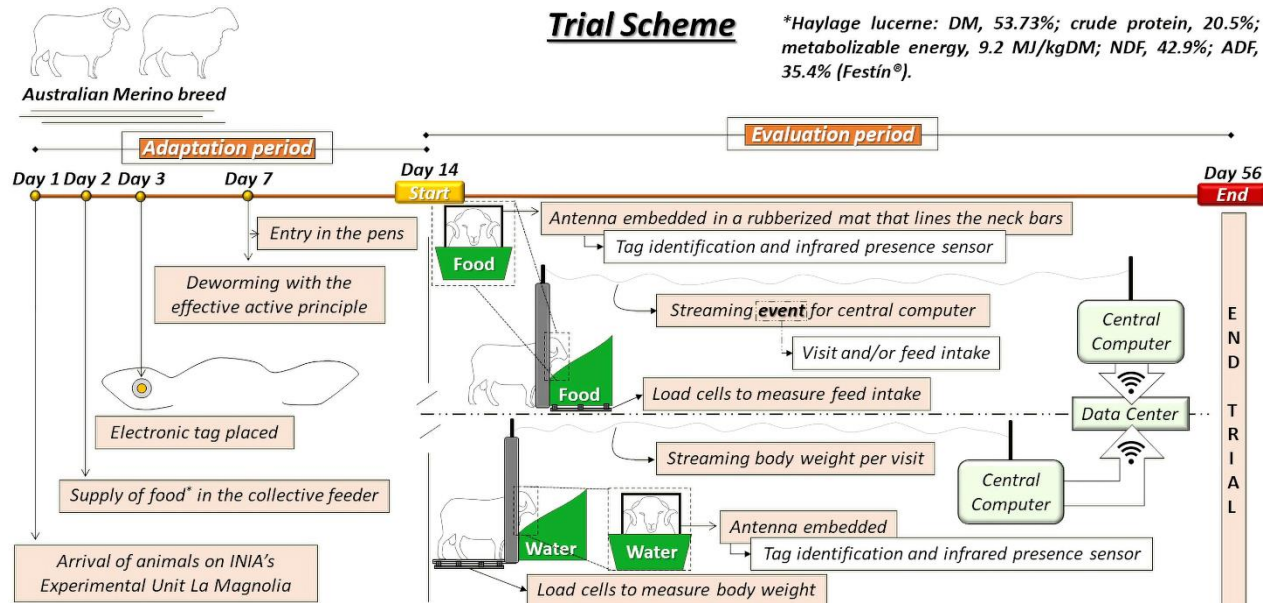 Trial Scheme
*Haylage lucerne: DM, 53.73%; crude protein, 20.5%;
metabolizable energy, 9.2 MJ/kgDM; NDF, 42.9%; ADF,
35.4% (Festín®).
Australian Merino breed
Adaptation period
Evaluation period
Day 1
Day 2
Day 3
Day 7
Day 14
Start
Day 56
End
Entry in the pens
Deworming with the
effective active principle
Electronic tag placed
Supply of food* in the collective feeder
Arrival of animals on INIA's
Experimental Unit La Magnolia
Food
Antenna embedded in a rubberized mat that lines the neck bars
Tag identification and infrared presence sensor
Streaming event for central computer
Visit and/or feed intake
Food
Load cells to measure feed intake
Central
Computer
Data Center
Streaming body weight per visit
Central
Computer
Water
Water
Antenna embedded
Tag identification and infrared presence sensor
Load cells to measure body weight
END TRIAL